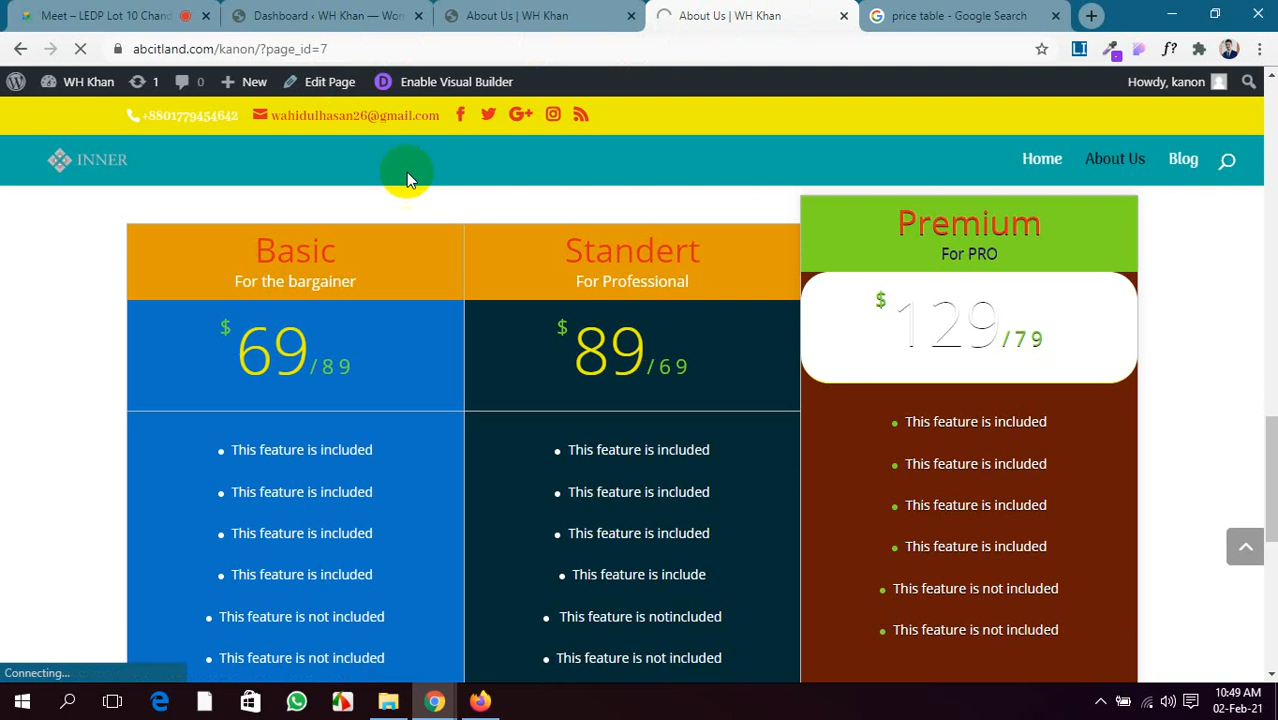 Meet – LEDP Lot 10 Chand
Dashboard ‹ WH Khan — Wor
About Us | WH Khan
About Us | WH Khan
price table - Google Search
abcitland.com/kanon/?page_id=7
WH Khan
1
0
New
Edit Page
Enable Visual Builder
Howdy, kanon
+8801779454642
wahidulhasan26@gmail.com
INNER
Home
About Us
Blog
Basic
For the bargainer
$
69
/ 89
This feature is included
This feature is included
This feature is included
This feature is included
This feature is not included
This feature is not included
Standert
For Professional
$
89
/ 69
This feature is included
This feature is included
This feature is included
This feature is include
This feature is notincluded
This feature is not included
Premium
For PRO
$
129
/ 79
This feature is included
This feature is included
This feature is included
This feature is included
This feature is not included
This feature is not included
Connecting...
10:49 AM
02-Feb-21